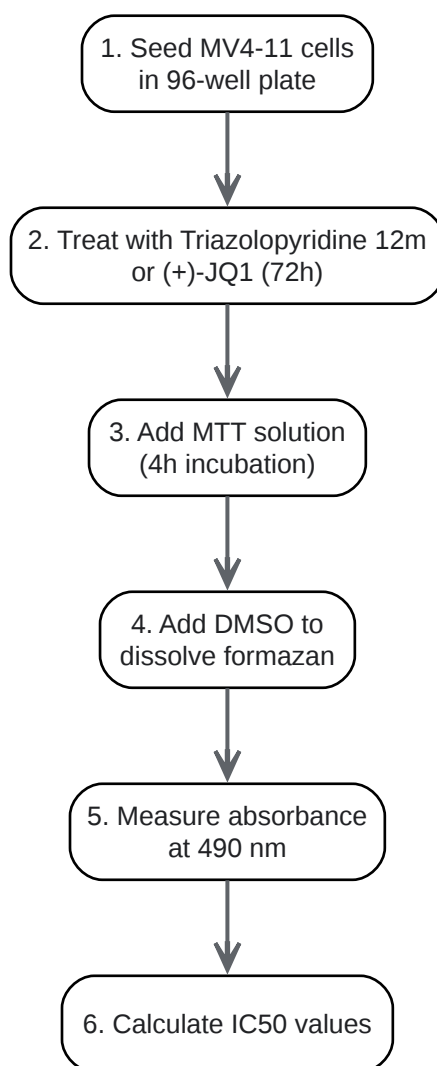 1. Seed MV4-11 cells
in 96-well plate
2. Treat with Triazolopyridine 12m
or (+)-JQ1 (72h)
3. Add MTT solution
(4h incubation)
4. Add DMSO to
dissolve formazan
5. Measure absorbance
at 490 nm
6. Calculate IC50 values